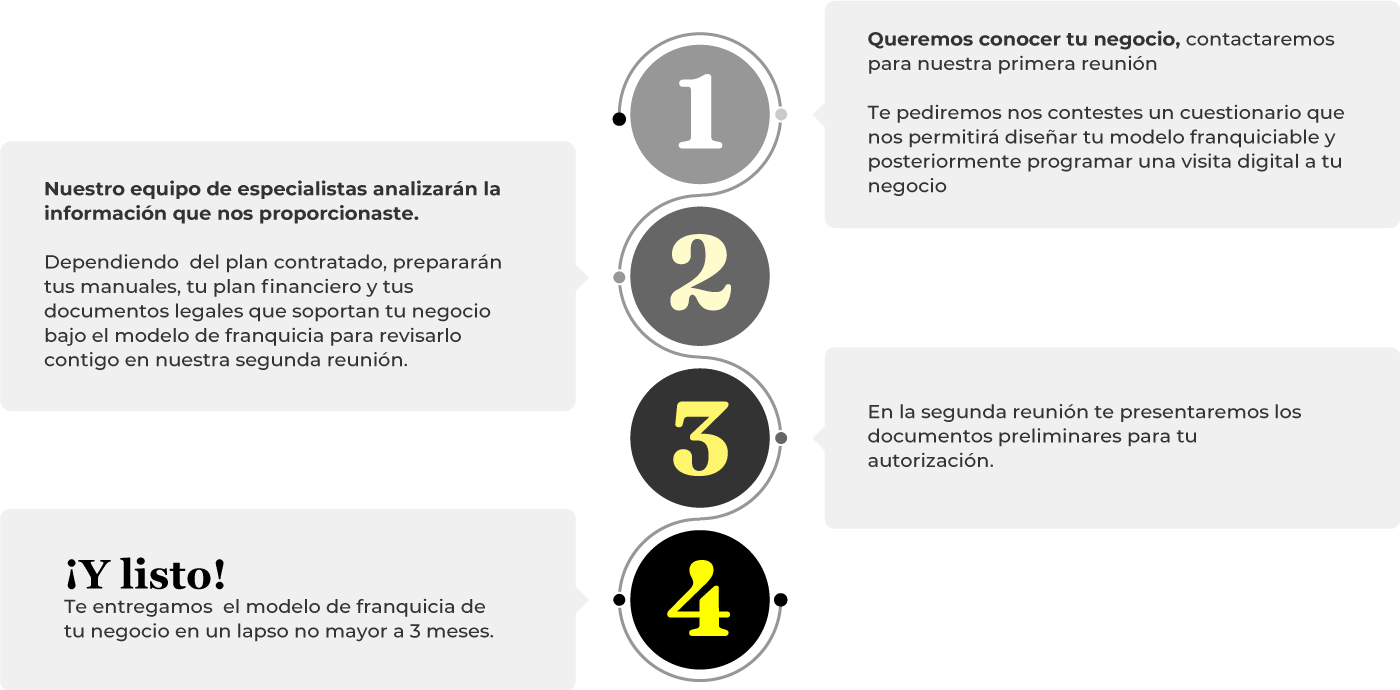 1
Queremos conocer tu negocio, contactaremos
para nuestra primera reunión
Te pediremos nos contestes un cuestionario que
nos permitirá diseñar tu modelo franquiciable y
posteriormente programar una visita digital a tu
negocio
2
Nuestro equipo de especialistas analizarán la
información que nos proporcionaste.
Dependiendo  del plan contratado, prepararán
tus manuales, tu plan financiero y tus
documentos legales que soportan tu negocio
bajo el modelo de franquicia para revisarlo
contigo en nuestra segunda reunión.
3
En la segunda reunión te presentaremos los
documentos preliminares para tu
autorización.
4
¡Y listo!
Te entregamos  el modelo de franquicia de
tu negocio en un lapso no mayor a 3 meses.